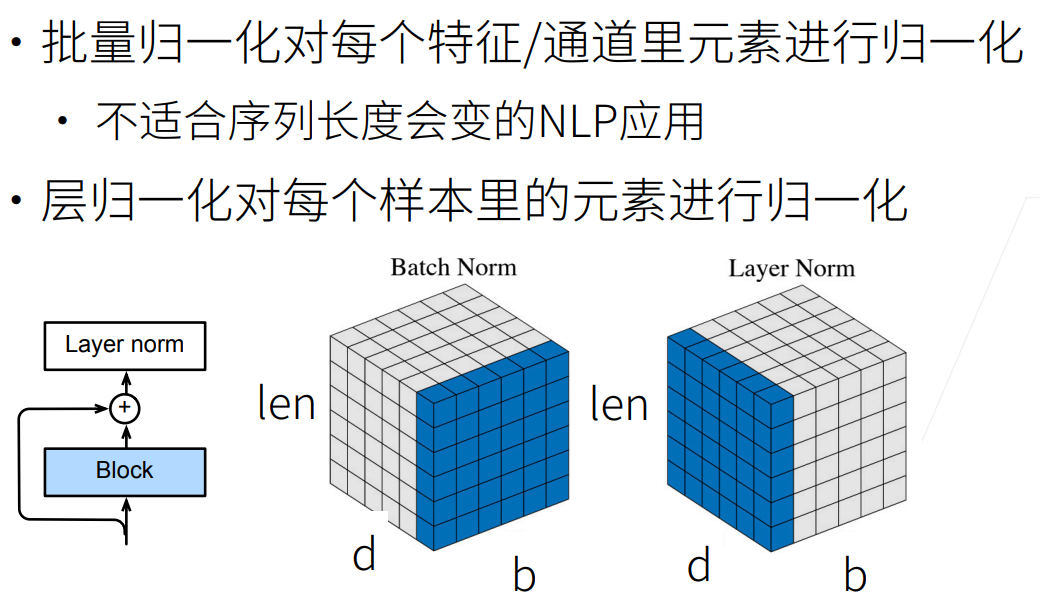 • 批量归一化对每个特征/通道里元素进行归一化
• 不适合序列长度会变的NLP应用
• 层归一化对每个样本里的元素进行归一化
Batch Norm
Layer Norm
Layer norm
+
Block
len
len
d
b
d
b